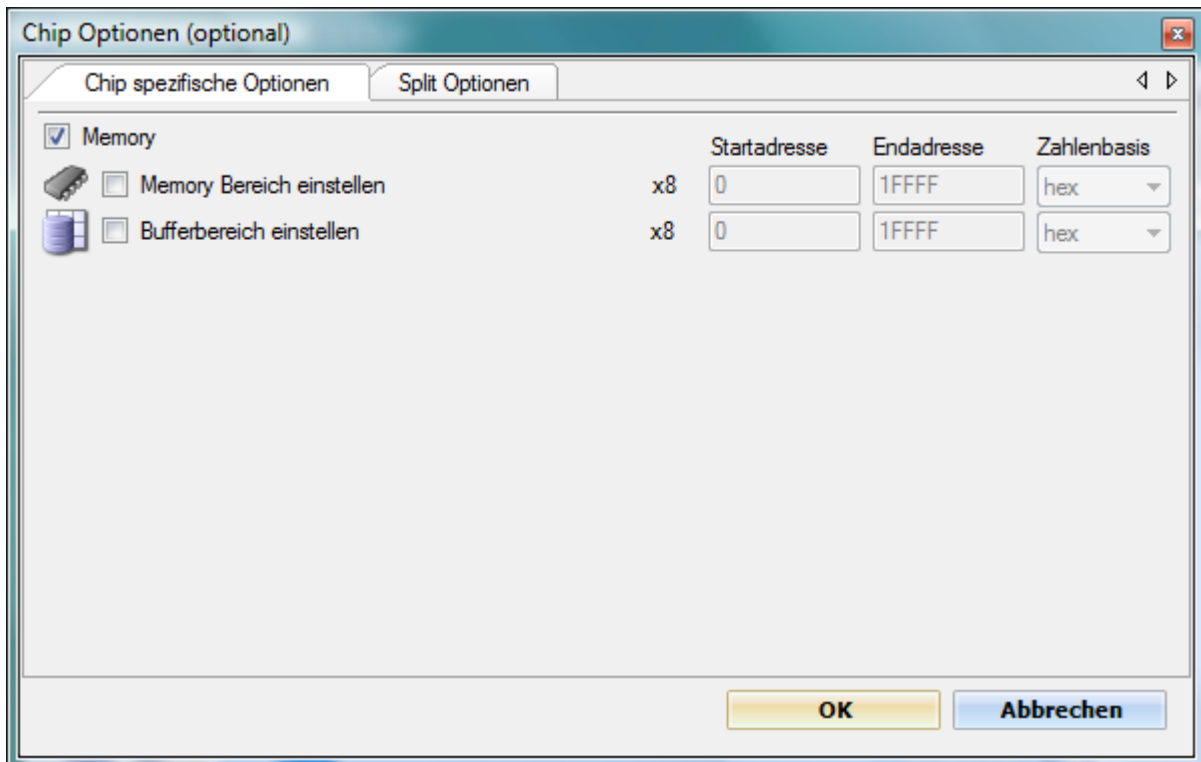 Chip Optionen (optional)
Chip spezifische Optionen Split Optionen
Memory Startadresse Endadresse Zahlenbasis
Memory Bereich einstellen x8 0 1FFFF hex
Bufferbereich einstellen x8 0 1FFFF hex
OK Abbrechen